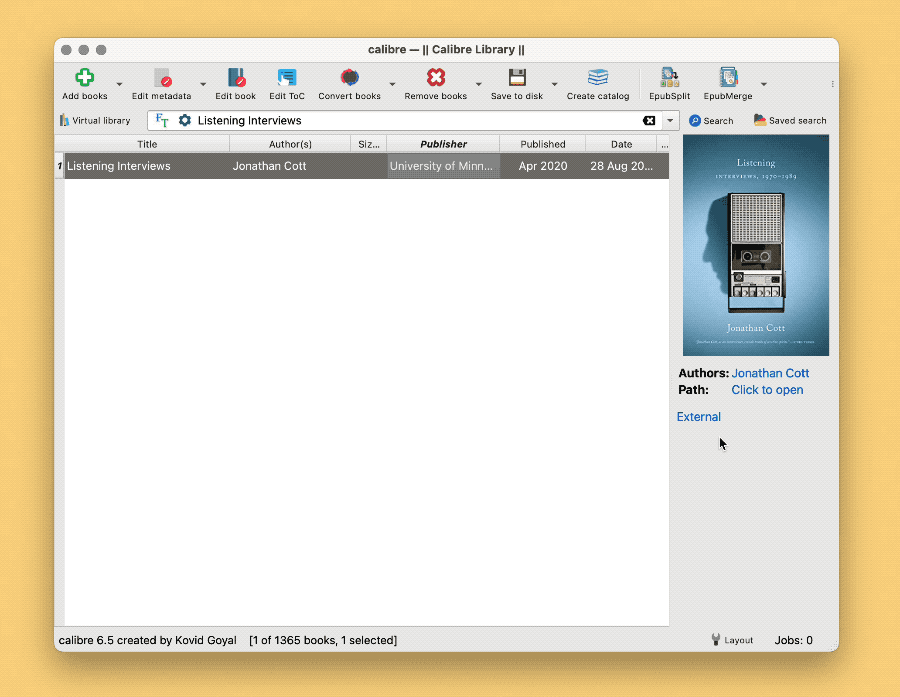 calibre — || Calibre Library ||
Add books Edit metadata Edit book Edit ToC Convert books Remove books Save to disk Create catalog EpubSplit EpubMerge
Virtual library FT Listening Interviews Search Saved search
Title Author(s) Siz... Publisher Published Date ...
1 Listening Interviews Jonathan Cott University of Minn... Apr 2020 28 Aug 20...
Listening
INTERVIEWS, 1970–1989
Jonathan Cott
Authors: Jonathan Cott
Path: Click to open
External
calibre 6.5 created by Kovid Goyal [1 of 1365 books, 1 selected] Layout Jobs: 0